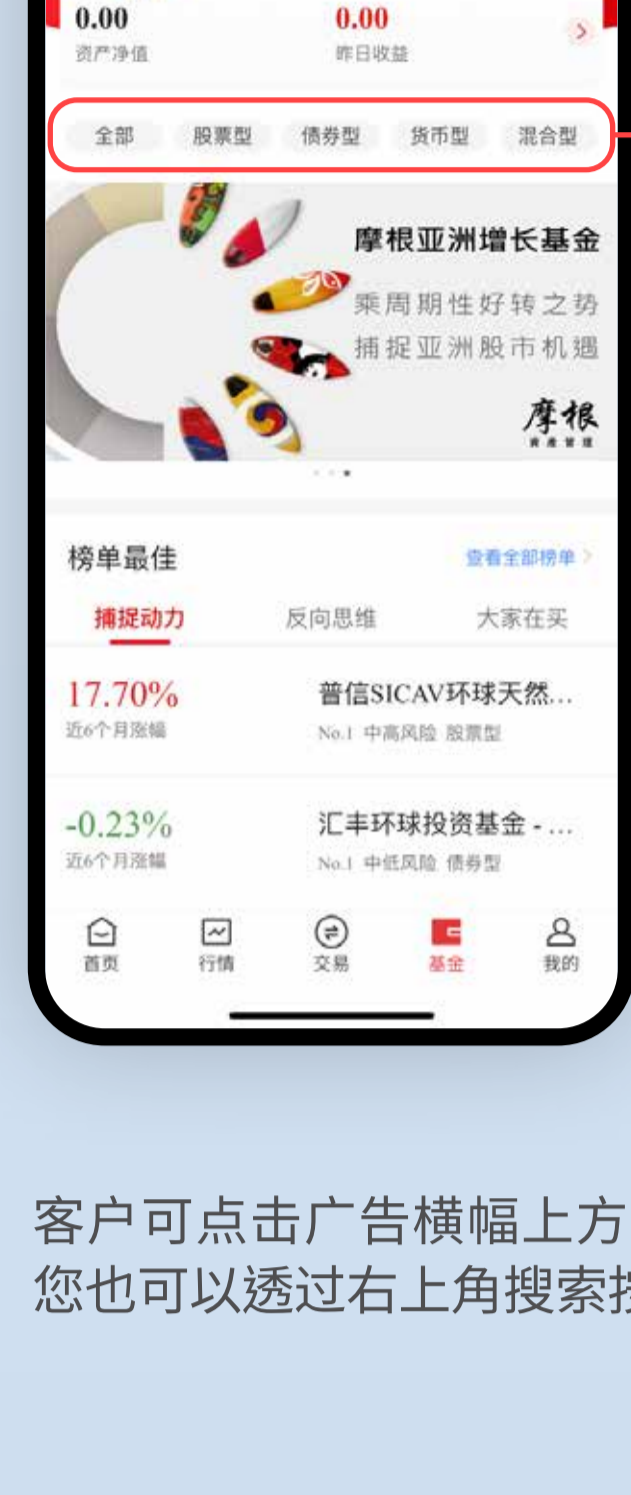 0.00 0.00
资产净值 昨日收益
全部 股票型 债券型 货币型 混合型
摩根亚洲增长基金
乘周期性好转之势
捕捉亚洲股市机遇
摩根
資產管理
榜单最佳 查看全部榜单
捕捉动力 反向思维 大家在买
17.70% 普信SICAV环球天然...
近6个月涨幅 No.1 中高风险 股票型
-0.23% 汇丰环球投资基金 - ...
近6个月涨幅 No.1 中低风险 债券型
首页 行情 交易 基金 我的
客户可点击广告横幅上方
您也可以透过右上角搜索